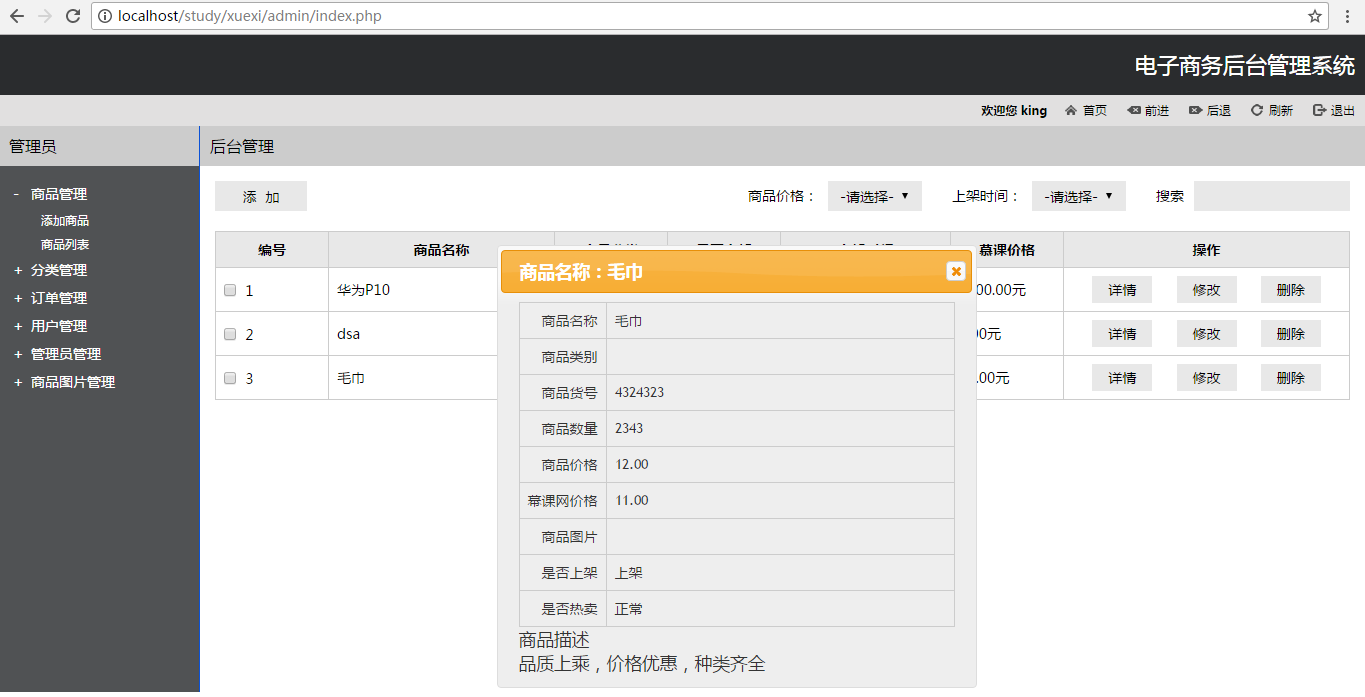 localhost/study/xuexi/admin/index.php
电子商务后台管理系统
欢迎您 king 首页 前进 后退 刷新 退出
管理员 后台管理
- 商品管理
添加商品
商品列表
+ 分类管理
+ 订单管理
+ 用户管理
+ 管理员管理
+ 商品图片管理
添 加 商品价格： -请选择- ▼ 上架时间： -请选择- ▼ 搜索
编号 商品名称 慕课价格 操作
1 华为P10 00.00元 详情 修改 删除
2 dsa 00元 详情 修改 删除
3 毛巾 .00元 详情 修改 删除
商品名称：毛巾
商品名称 毛巾
商品类别
商品货号 4324323
商品数量 2343
商品价格 12.00
幕课网价格 11.00
商品图片
是否上架 上架
是否热卖 正常
商品描述
品质上乘，价格优惠，种类齐全